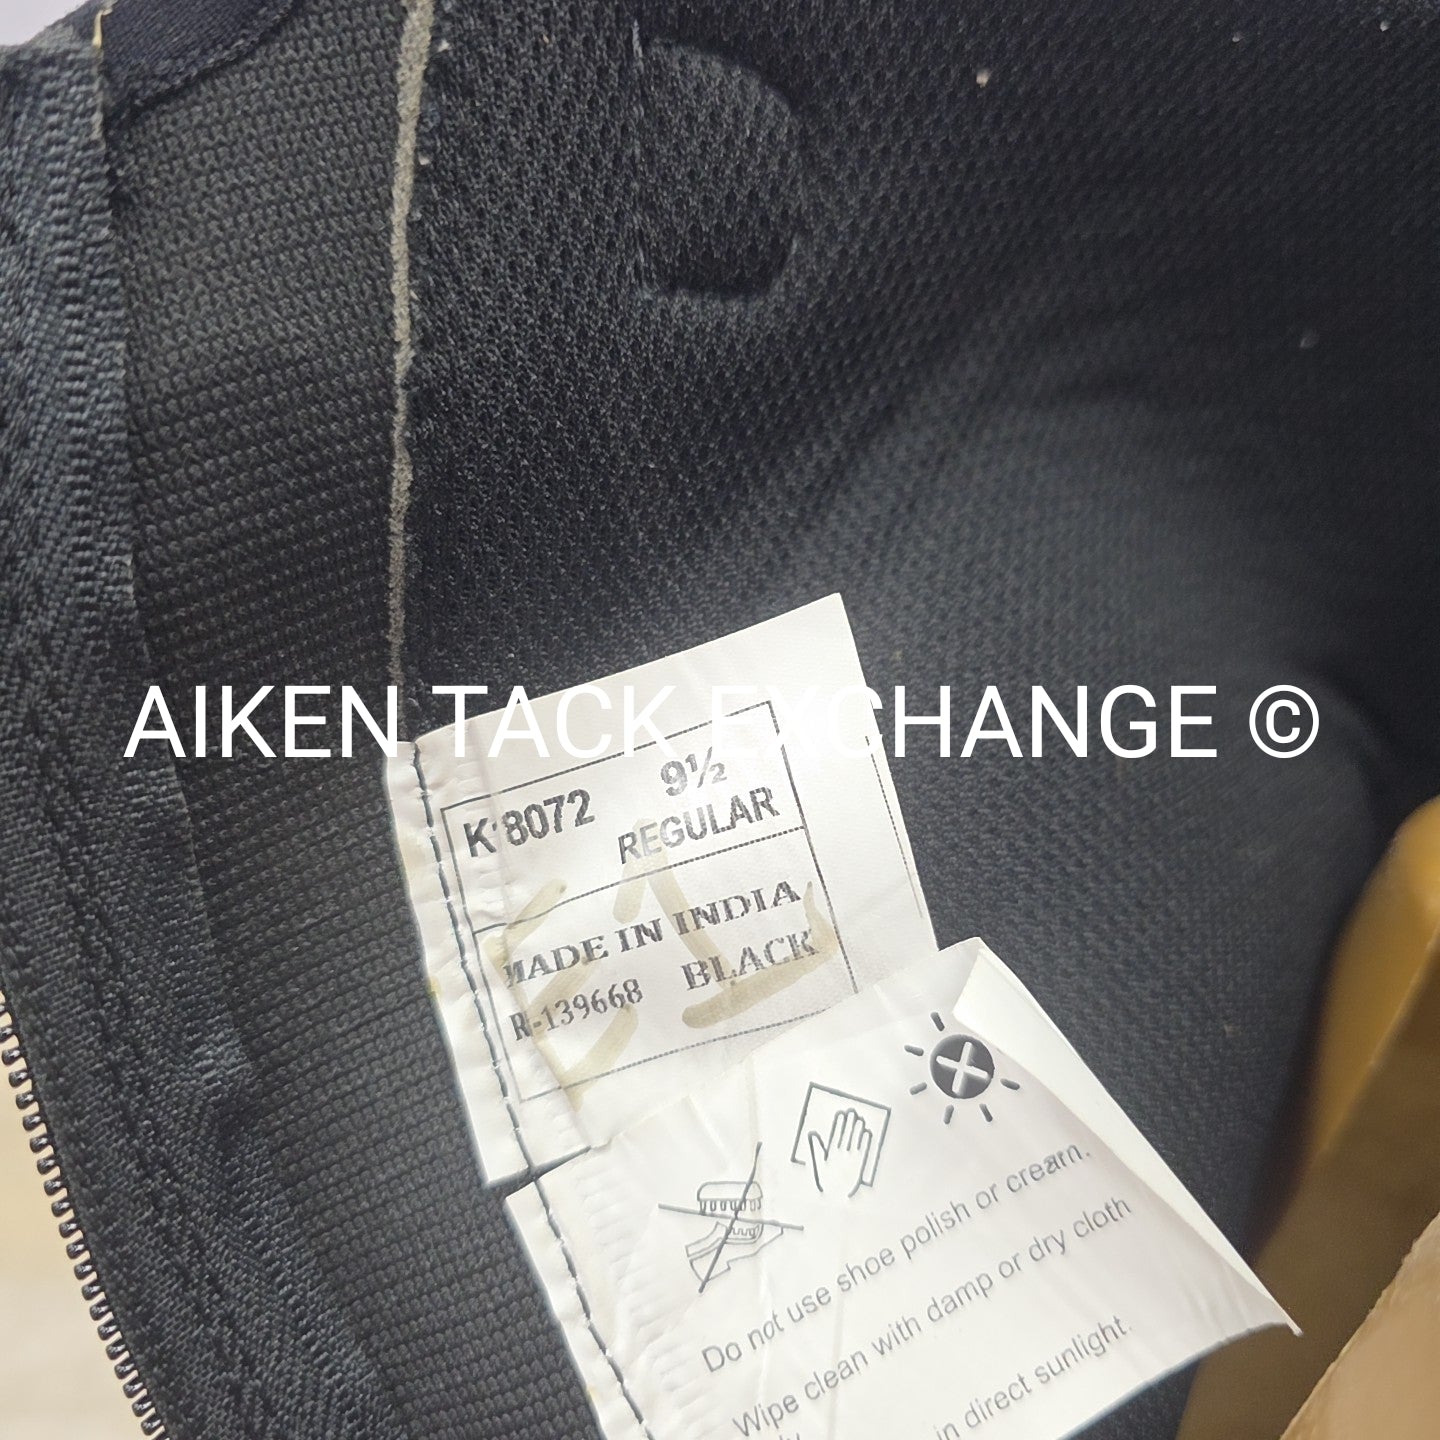 AIKEN TACK EXCHANGE ©
K'8072 9½
REGULAR
MADE IN INDIA
R-139668 BLACK
Do not use shoe polish or cream.
Wipe clean with damp or dry cloth
in direct sunlight.